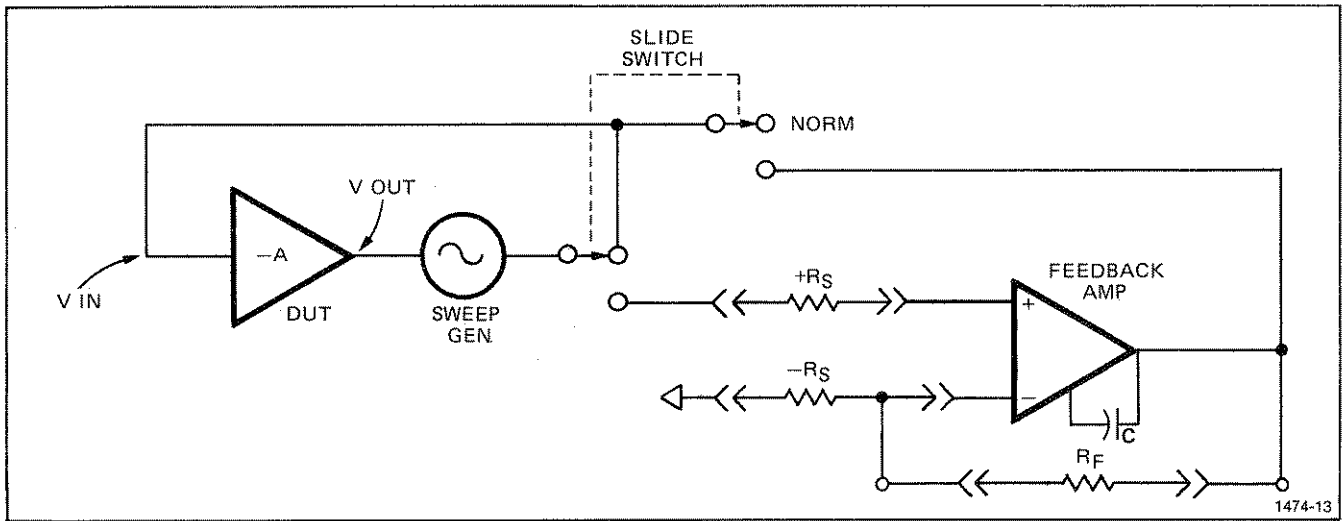 SLIDE
SWITCH
NORM
V OUT
–A
V IN
DUT
SWEEP
GEN
+RS
FEEDBACK
AMP
+
–RS
–
C
RF
1474-13